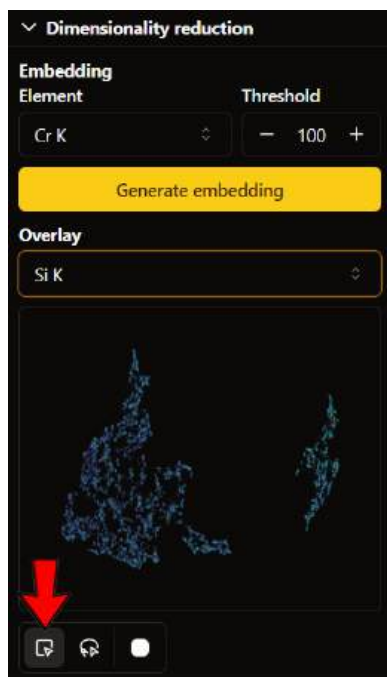 Dimensionality reduction
Embedding
Element Threshold
Cr K − 100 +
Generate embedding
Overlay
Si K